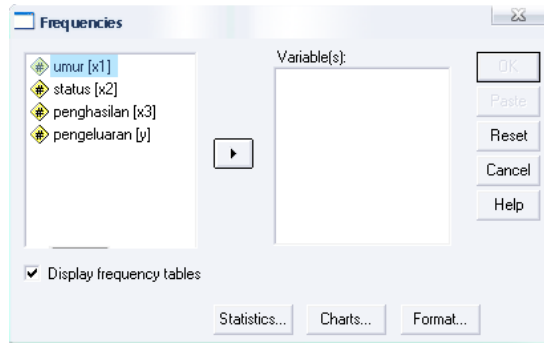 Frequencies
umur [x1]
status [x2]
penghasilan [x3]
pengeluaran [y]
Variable(s):
OK
Paste
Reset
Cancel
Help
Display frequency tables
Statistics...
Charts...
Format...